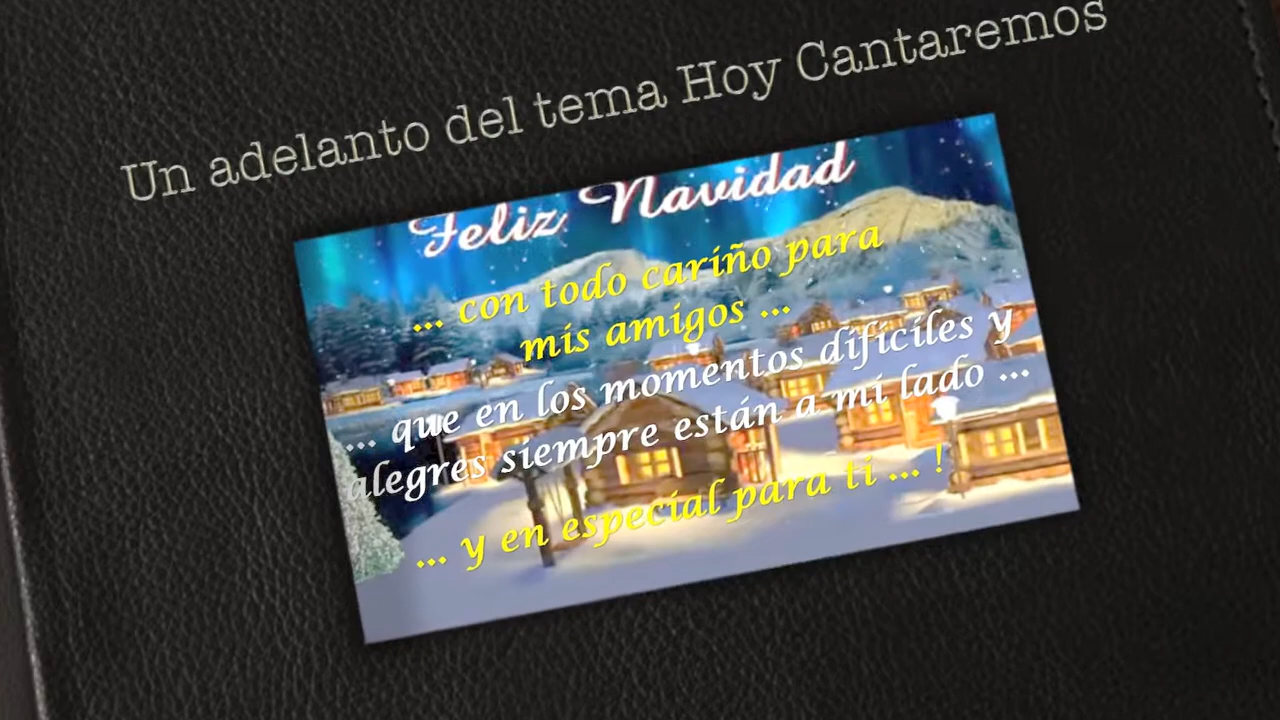 Un adelanto del tema Hoy Cantaremos
Feliz Navidad
... con todo cariño para
mis amigos ...
... que en los momentos difíciles y
alegres siempre están a mi lado ...
... y en especial para ti ... !